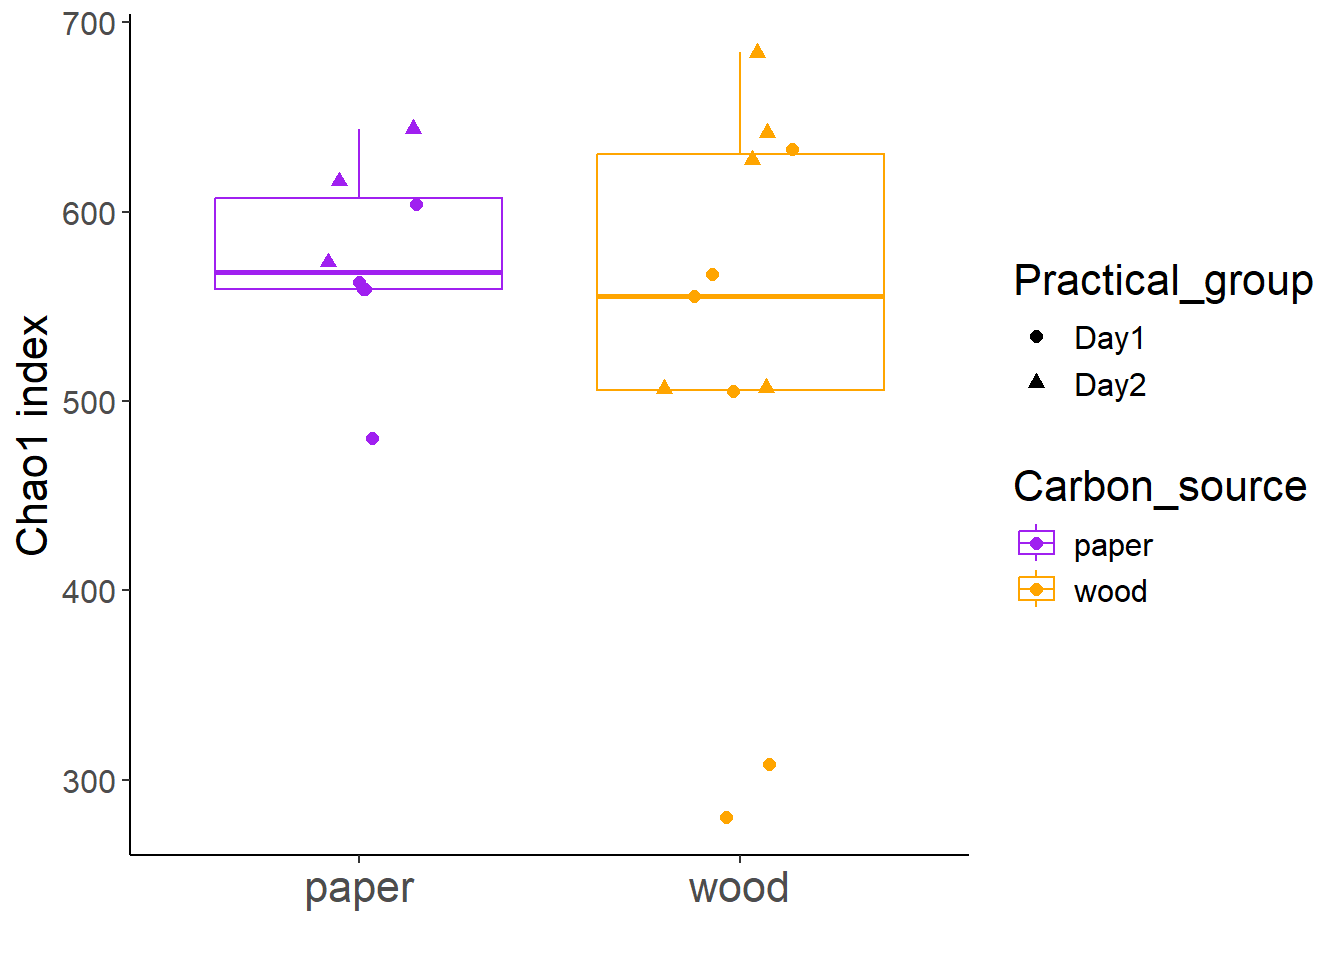 700
600
500
400
300
Chao1 index
paper
wood
Practical_group
Day1
Day2
Carbon_source
paper
wood